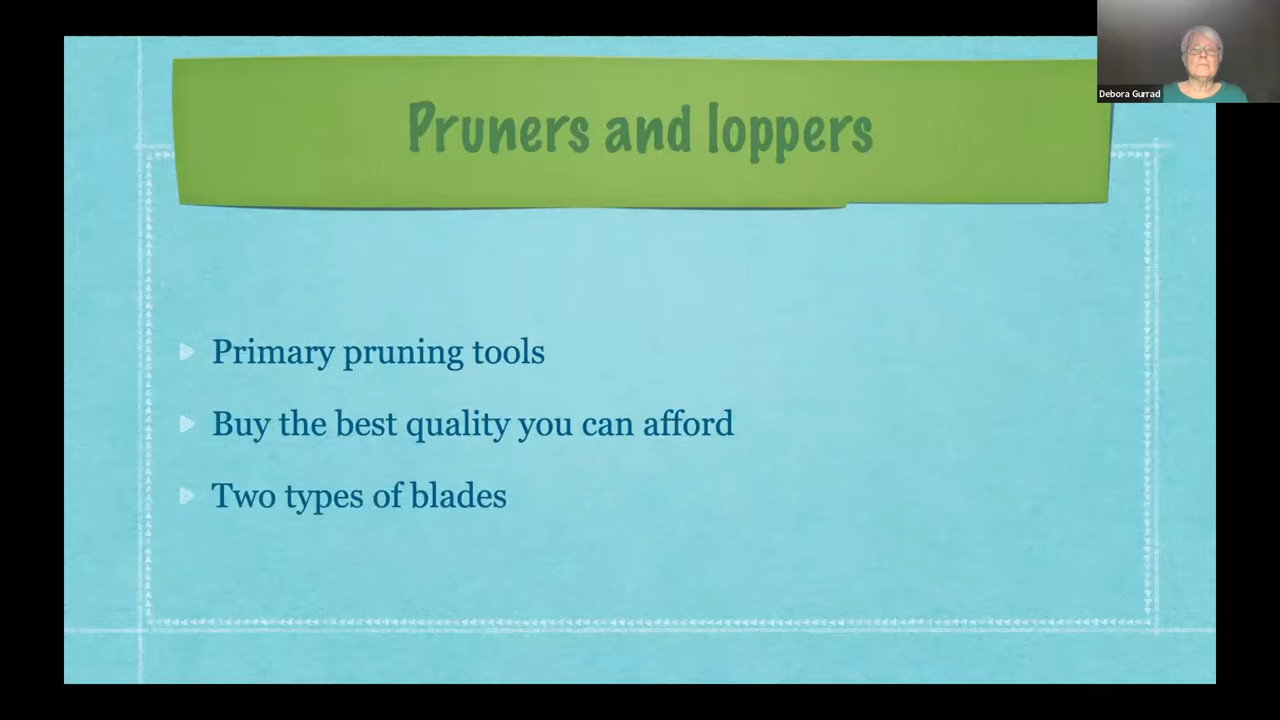 Pruners and loppers
Debora Gurrad
Primary pruning tools
Buy the best quality you can afford
Two types of blades